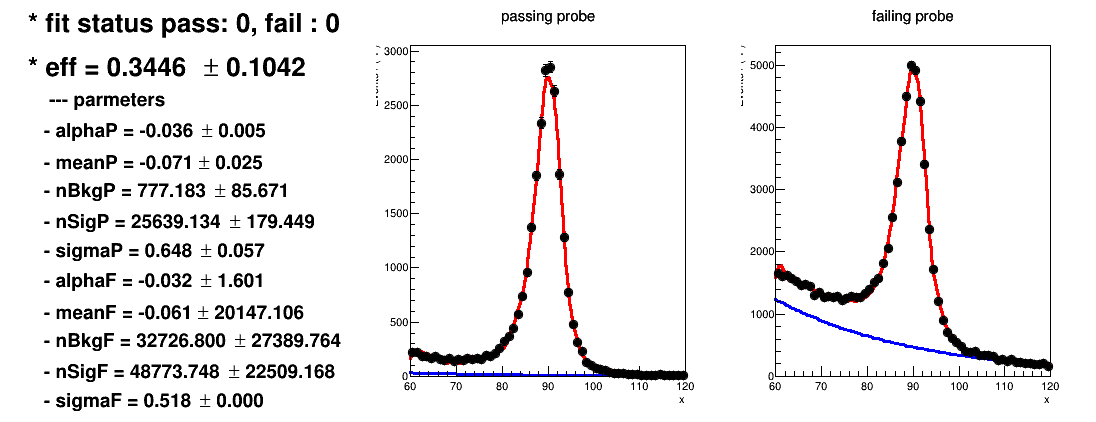 * fit status pass: 0, fail : 0
* eff = 0.3446 ± 0.1042
--- parmeters
- alphaP = -0.036 ± 0.005
- meanP = -0.071 ± 0.025
- nBkgP = 777.183 ± 85.671
- nSigP = 25639.134 ± 179.449
- sigmaP = 0.648 ± 0.057
- alphaF = -0.032 ± 1.601
- meanF = -0.061 ± 20147.106
- nBkgF = 32726.800 ± 27389.764
- nSigF = 48773.748 ± 22509.168
- sigmaF = 0.518 ± 0.000
passing probe
3000
2500
2000
1500
1000
500
0
60 70 80 90 100 110 120
x
failing probe
5000
4000
3000
2000
1000
0
60 70 80 90 100 110 120
x